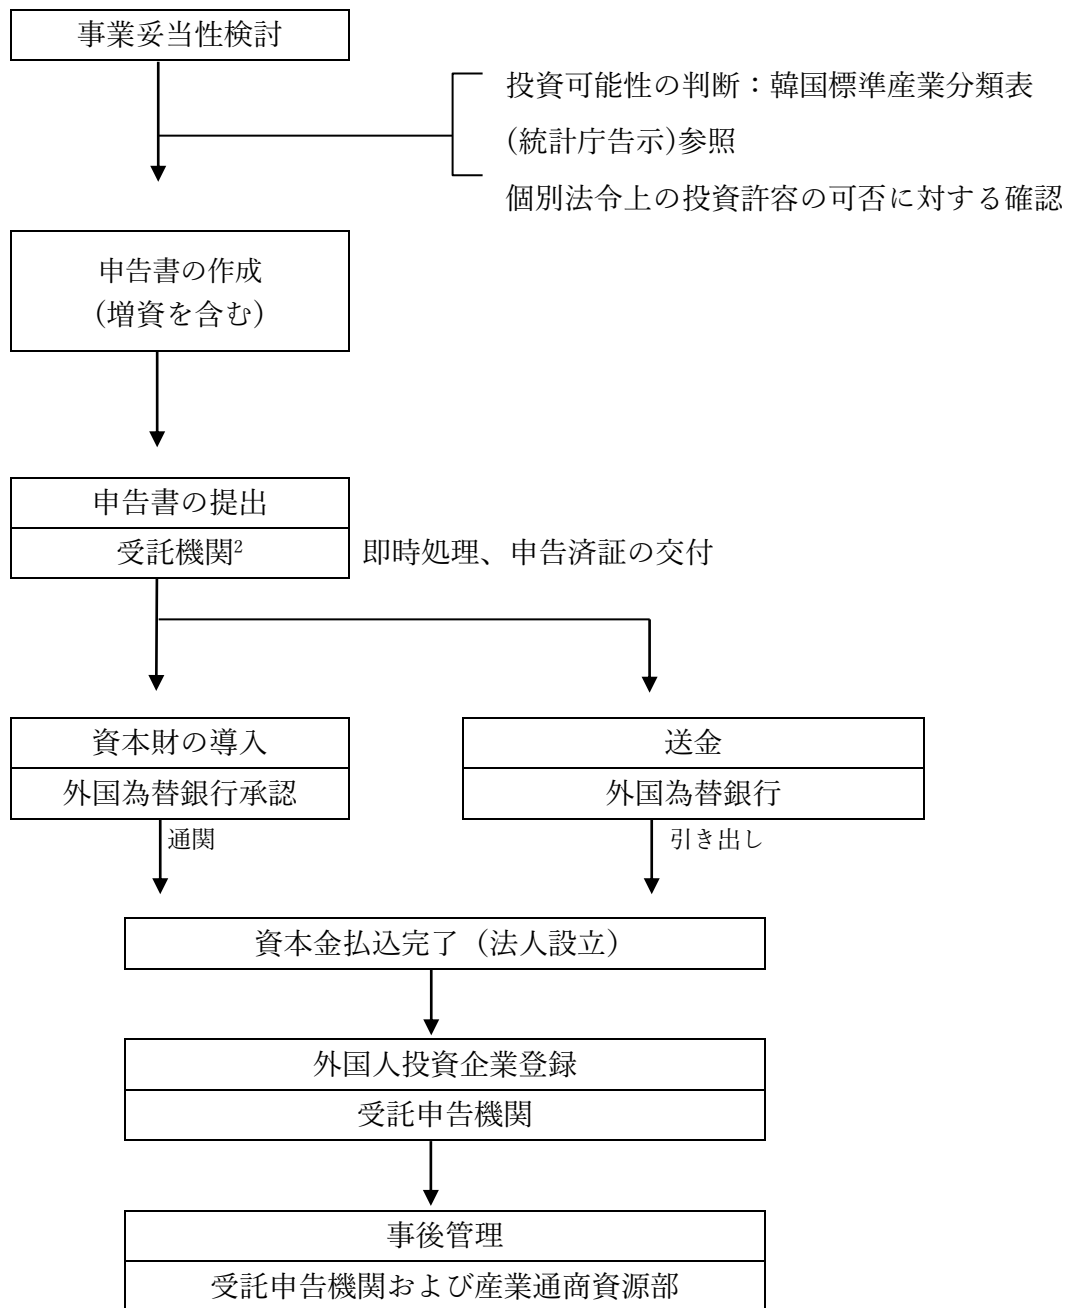 事業妥当性検討
投資可能性の判断：韓国標準産業分類表
(統計庁告示)参照
個別法令上の投資許容の可否に対する確認
申告書の作成
(増資を含む)
申告書の提出
受託機関²
即時処理、申告済証の交付
資本財の導入
外国為替銀行承認
送金
外国為替銀行
通関
引き出し
資本金払込完了（法人設立）
外国人投資企業登録
受託申告機関
事後管理
受託申告機関および産業通商資源部